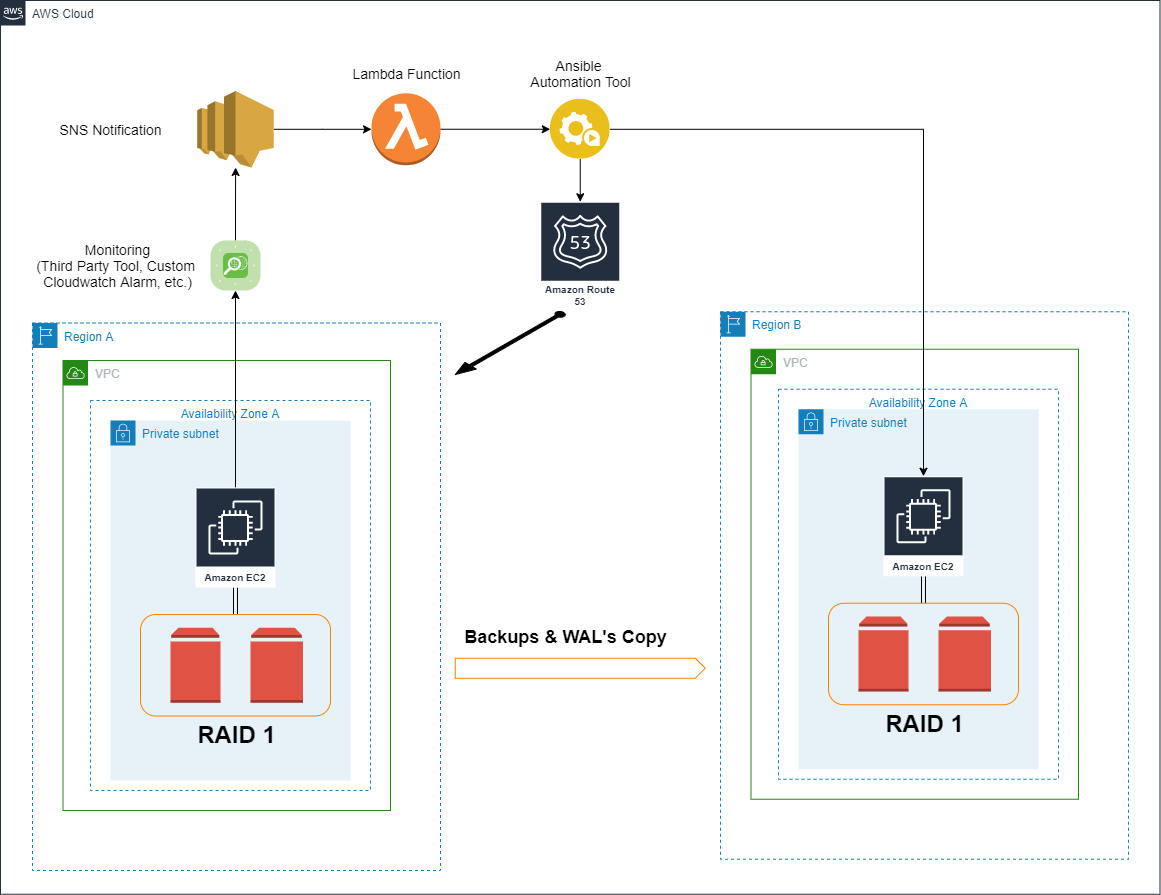 aws
AWS Cloud
Lambda Function
Ansible
Automation Tool
SNS Notification
53
Amazon Route
53
Monitoring
(Third Party Tool, Custom
Cloudwatch Alarm, etc.)
Region A
VPC
Availability Zone A
Private subnet
Amazon EC2
RAID 1
Backups & WAL's Copy
Region B
VPC
Availability Zone A
Private subnet
Amazon EC2
RAID 1